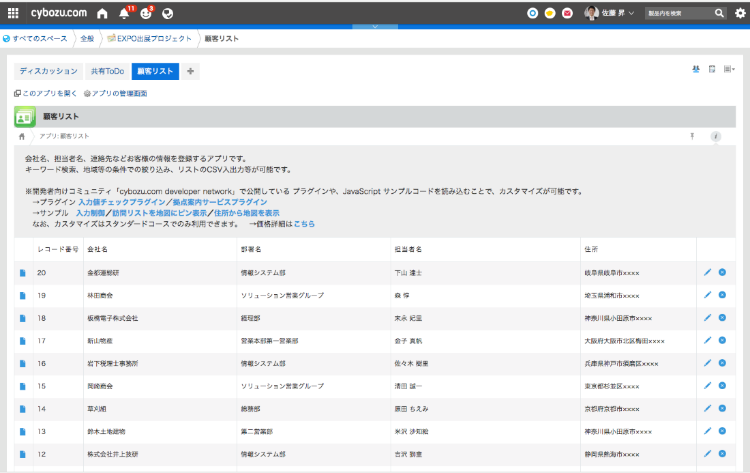 cybozu.com 11 3 佐藤 昇 製品内を検索
すべてのスペース 全般 EXPO出展プロジェクト 顧客リスト
ディスカッション 共有ToDo 顧客リスト +
このアプリを開く アプリの管理画面
顧客リスト
アプリ: 顧客リスト
会社名、担当者名、連絡先などお客様の情報を登録するアプリです。
キーワード検索、地域等の条件での絞り込み、リストのCSV入出力等が可能です。
※開発者向けコミュニティ「cybozu.com developer network」で公開している プラグインや、JavaScript サンプルコードを読み込むことで、カスタマイズが可能です。
→プラグイン 入力値チェックプラグイン／拠点案内サービスプラグイン
→サンプル 入力制御/訪問リストを地図にピン表示/住所から地図を表示
なお、カスタマイズはスタンダードコースでのみ利用できます。 →価格詳細はこちら
レコード番号 会社名 部署名 担当者名 住所
20 金都運総研 情報システム部 下山 達士 岐阜県岐阜市xxxx
19 林田商会 ソリューション営業グループ 森 惇 埼玉県浦和市xxxx
18 板橋電子株式会社 経理部 末永 妃里 神奈川県小田原市xxxx
17 新山物産 営業本部第一営業部 金子 真帆 大阪府大阪市北区梅田xxxx
16 岩下税理士事務所 情報システム部 佐々木 樹里 兵庫県神戸市須磨区xxxx
15 岡崎商会 ソリューション営業グループ 清田 誠一 東京都杉並区xxxx
14 草刈組 総務部 原田 ちえみ 京都府京都市xxxx
13 鈴木土地建物 第二営業部 米沢 沙知絵 神奈川県小田原市xxxx
12 株式会社井上技研 情報システム部 吉沢 静岡県熱海市xxxx